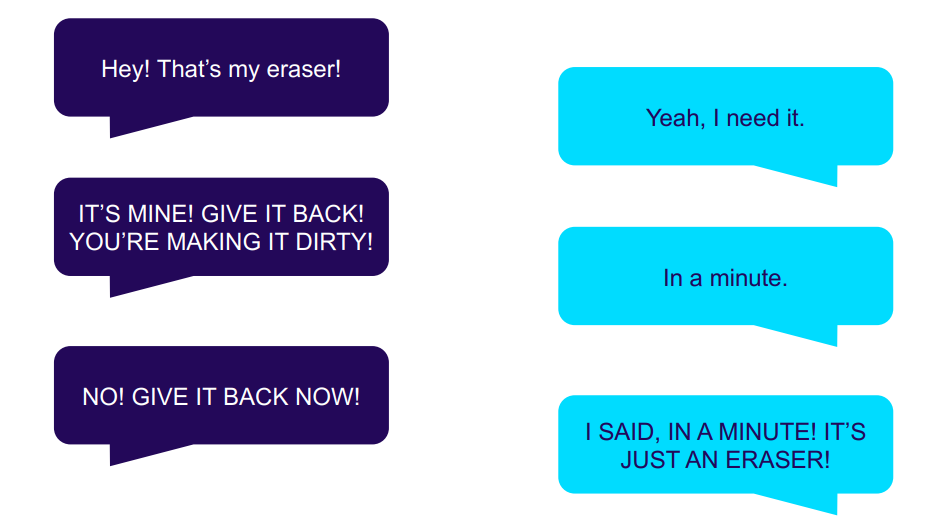 Hey! That’s my eraser!
Yeah, I need it.
IT’S MINE! GIVE IT BACK!
YOU’RE MAKING IT DIRTY!
In a minute.
NO! GIVE IT BACK NOW!
I SAID, IN A MINUTE! IT’S
JUST AN ERASER!